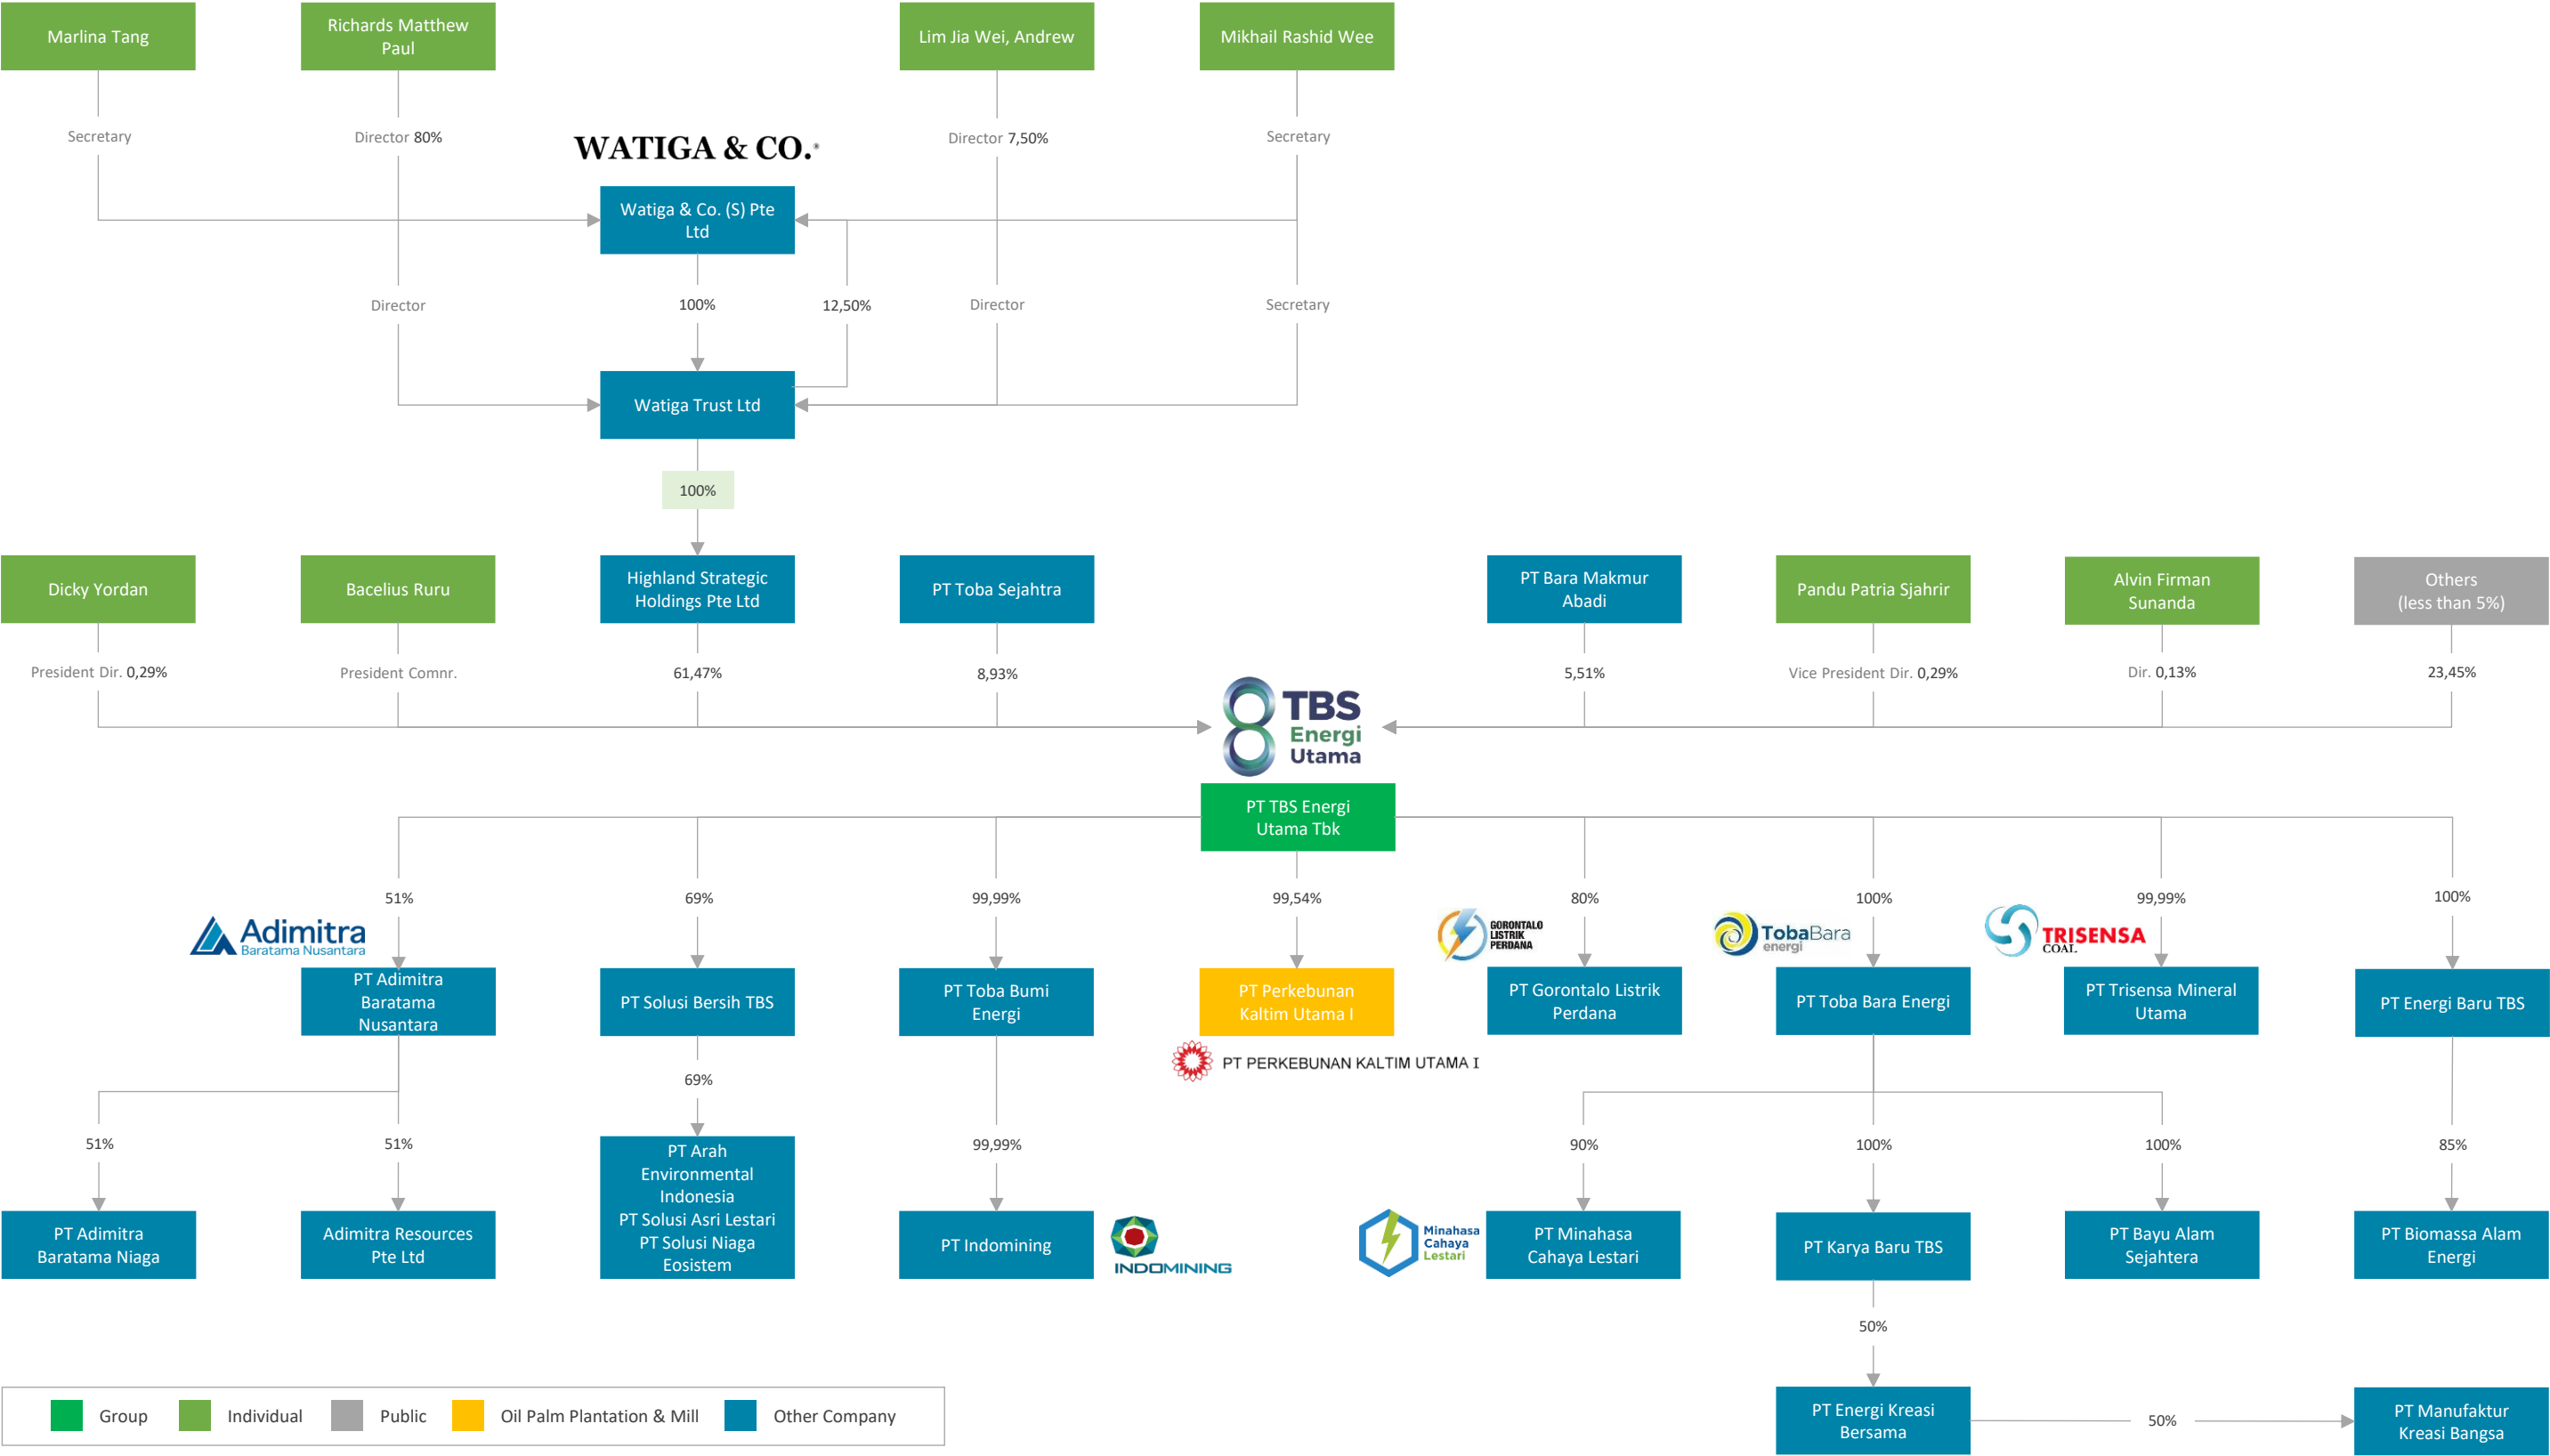 Marlina Tang
Richards Matthew
Paul
Lim Jia Wei, Andrew
Mikhail Rashid Wee
Secretary
Director 80%
Director 7,50%
Secretary
WATIGA & CO.®
Watiga & Co. (S) Pte
Ltd
Director
100%
12,50%
Director
Secretary
Watiga Trust Ltd
100%
Dicky Yordan
Bacelius Ruru
Highland Strategic
Holdings Pte Ltd
PT Toba Sejahtra
PT Bara Makmur
Abadi
Pandu Patria Sjahrir
Alvin Firman
Sunanda
Others
(less than 5%)
President Dir. 0,29%
President Comnr.
61,47%
8,93%
5,51%
Vice President Dir. 0,29%
Dir. 0,13%
23,45%
TBS
Energi
Utama
PT TBS Energi
Utama Tbk
51%
69%
99,99%
99,54%
80%
100%
99,99%
100%
Adimitra
Baratama Nusantara
GORONTALO
LISTRIK
PERDANA
TobaBara
energi
TRISENSA
COAL
PT Adimitra
Baratama
Nusantara
PT Solusi Bersih TBS
PT Toba Bumi
Energi
PT Perkebunan
Kaltim Utama I
PT Gorontalo Listrik
Perdana
PT Toba Bara Energi
PT Trisensa Mineral
Utama
PT Energi Baru TBS
PT PERKEBUNAN KALTIM UTAMA I
69%
51%
51%
99,99%
90%
100%
100%
85%
PT Adimitra
Baratama Niaga
Adimitra Resources
Pte Ltd
PT Arah
Environmental
Indonesia
PT Solusi Asri Lestari
PT Solusi Niaga
Eosistem
PT Indomining
INDOMINING
Minahasa
Cahaya
Lestari
PT Minahasa
Cahaya Lestari
PT Karya Baru TBS
PT Bayu Alam
Sejahtera
PT Biomassa Alam
Energi
50%
PT Energi Kreasi
Bersama
50%
PT Manufaktur
Kreasi Bangsa
Group
Individual
Public
Oil Palm Plantation & Mill
Other Company